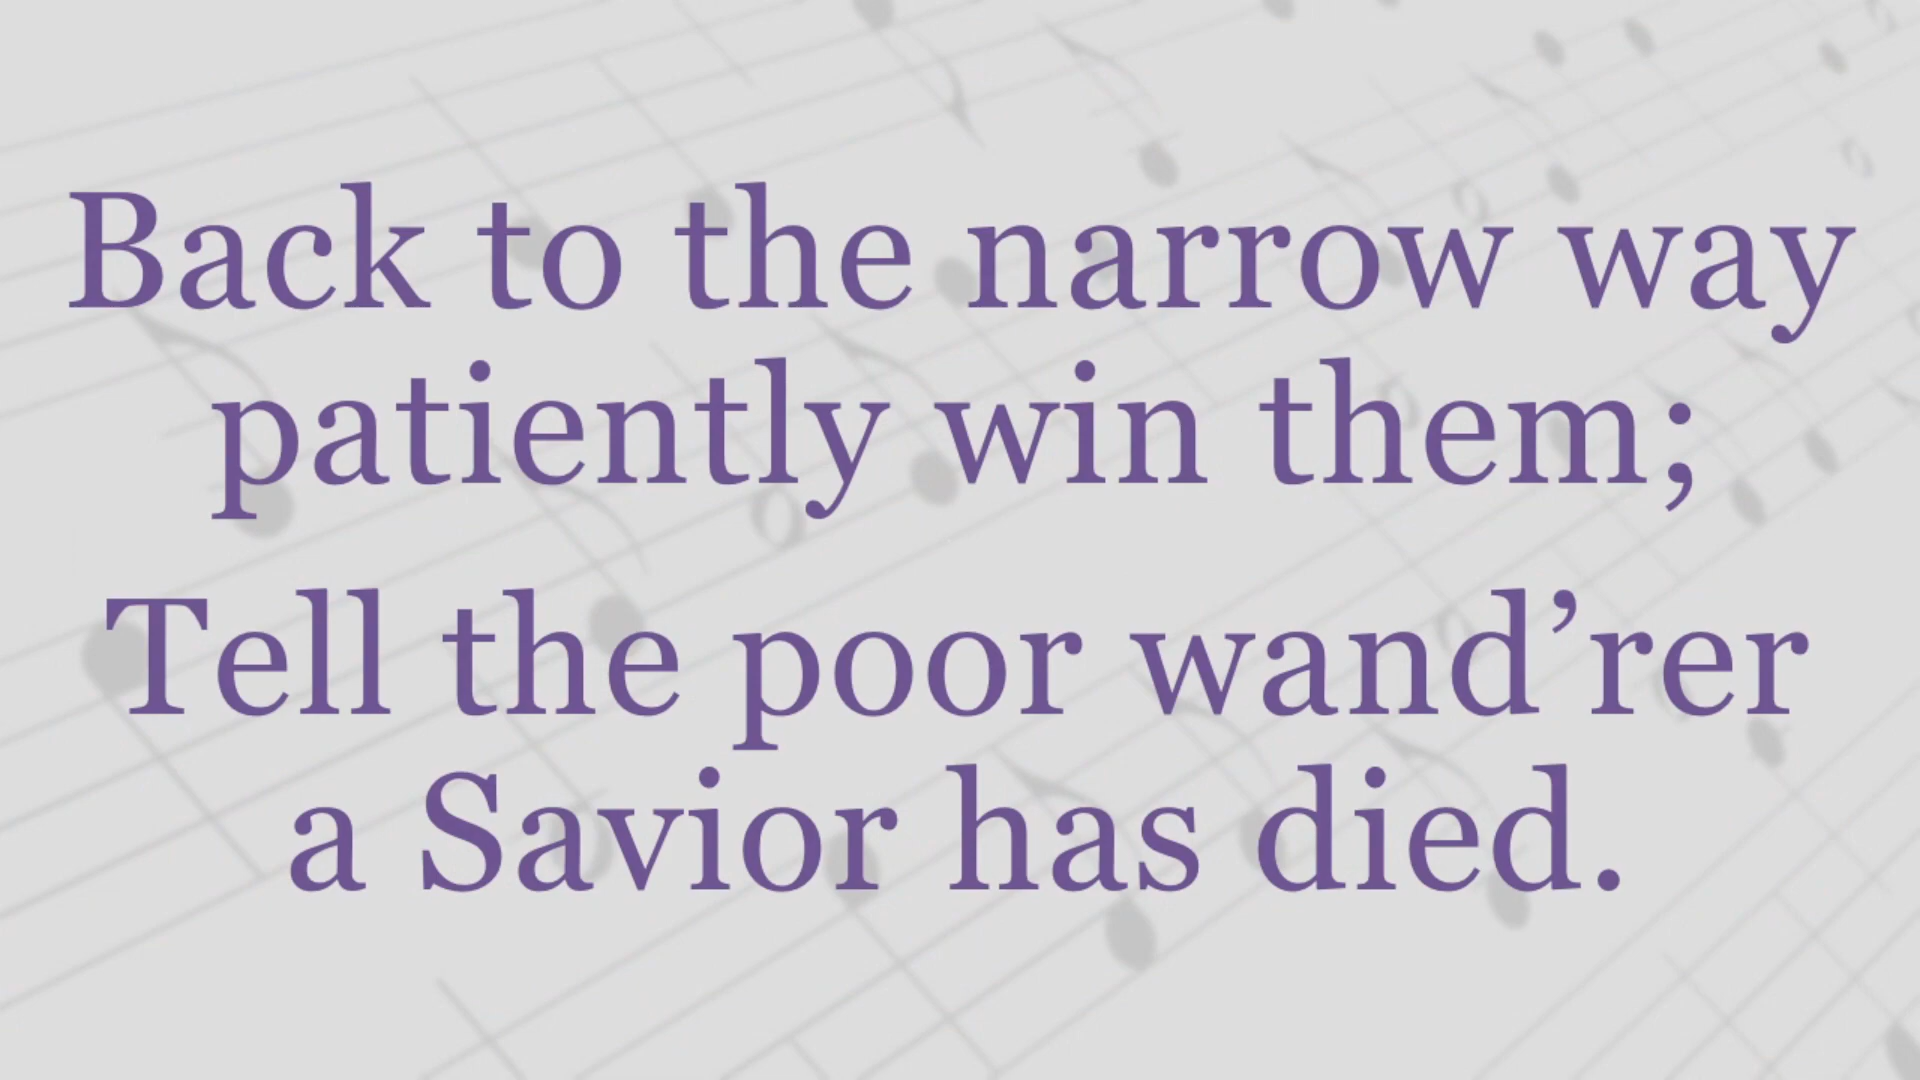 Back to the narrow way
patiently win them;
Tell the poor wand’rer
a Savior has died.